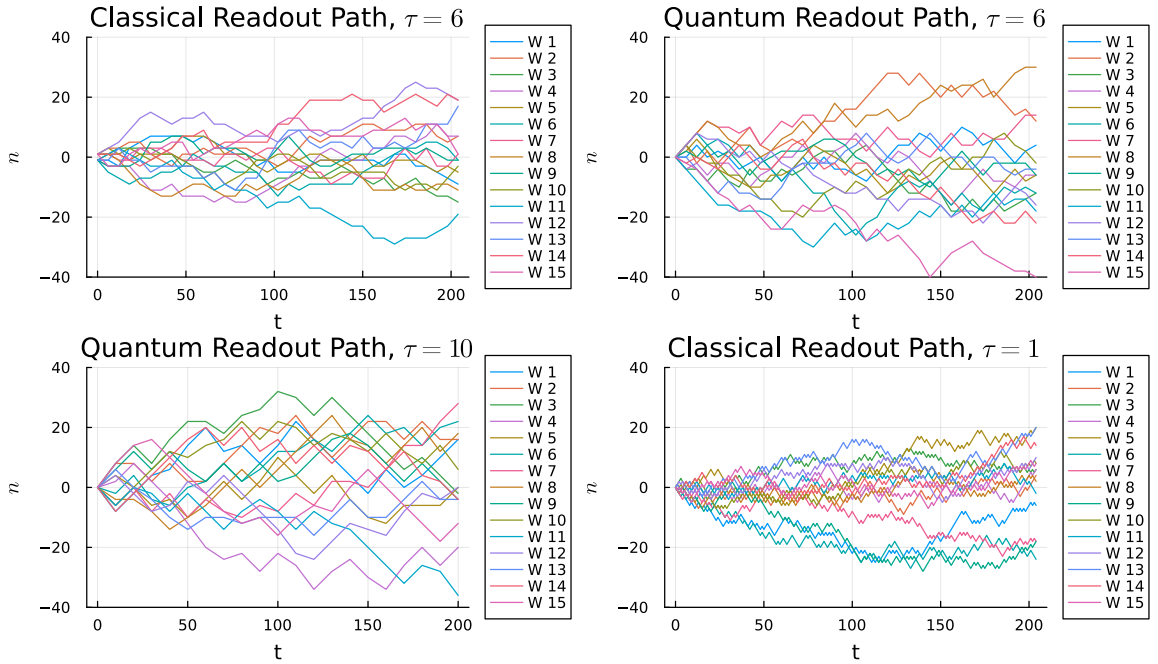 Classical Readout Path, τ = 6
40
20
0
−20
−40
n
0
50
100
150
200
t
W 1
W 2
W 3
W 4
W 5
W 6
W 7
W 8
W 9
W 10
W 11
W 12
W 13
W 14
W 15
Quantum Readout Path, τ = 6
40
20
0
−20
−40
n
0
50
100
150
200
t
W 1
W 2
W 3
W 4
W 5
W 6
W 7
W 8
W 9
W 10
W 11
W 12
W 13
W 14
W 15
Quantum Readout Path, τ = 10
40
20
0
−20
−40
n
0
50
100
150
200
t
W 1
W 2
W 3
W 4
W 5
W 6
W 7
W 8
W 9
W 10
W 11
W 12
W 13
W 14
W 15
Classical Readout Path, τ = 1
40
20
0
−20
−40
n
0
50
100
150
200
t
W 1
W 2
W 3
W 4
W 5
W 6
W 7
W 8
W 9
W 10
W 11
W 12
W 13
W 14
W 15